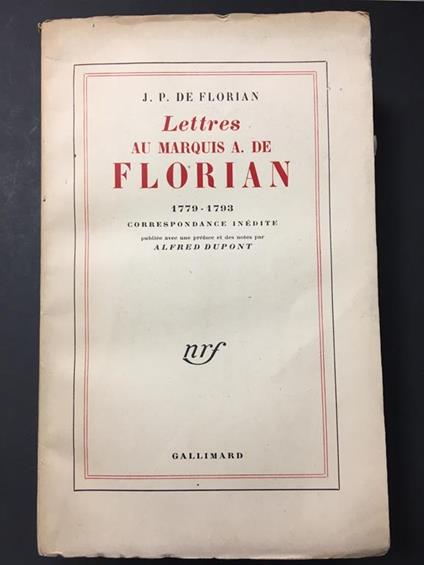 J. P. DE FLORIAN
Lettres
AU MARQUIS A. DE
FLORIAN
1779-1793
CORRESPONDANCE INÉDITE
publiée avec une préface et des notes par
ALFRED DUPONT
nrf
GALLIMARD